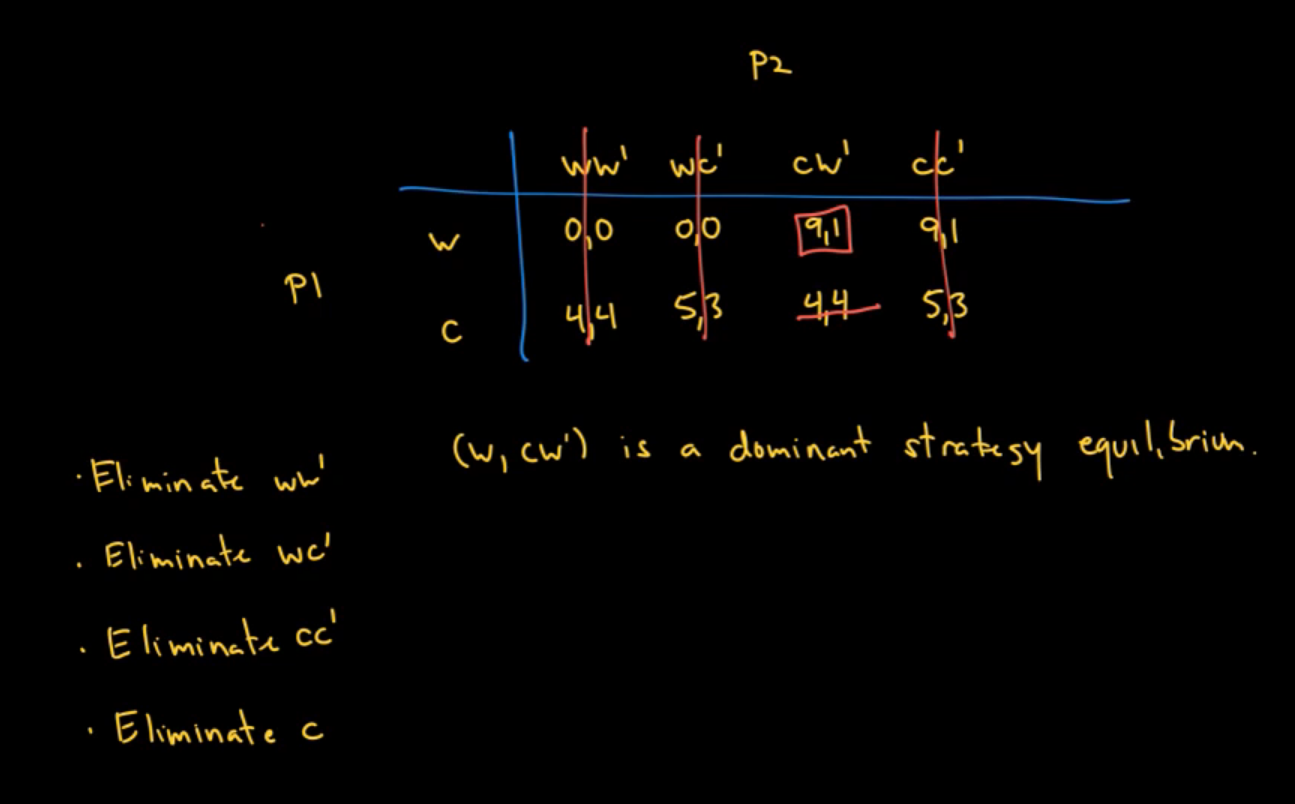 P2
ww' wc' cw' cc'
w 0,0 0,0 9,1 9,1
P1
c 4,4 5,3 4,4 5,3
(w, cw') is a dominant strategy equilibrium.
· Eliminate ww'
· Eliminate wc'
· Eliminate cc'
· Eliminate c